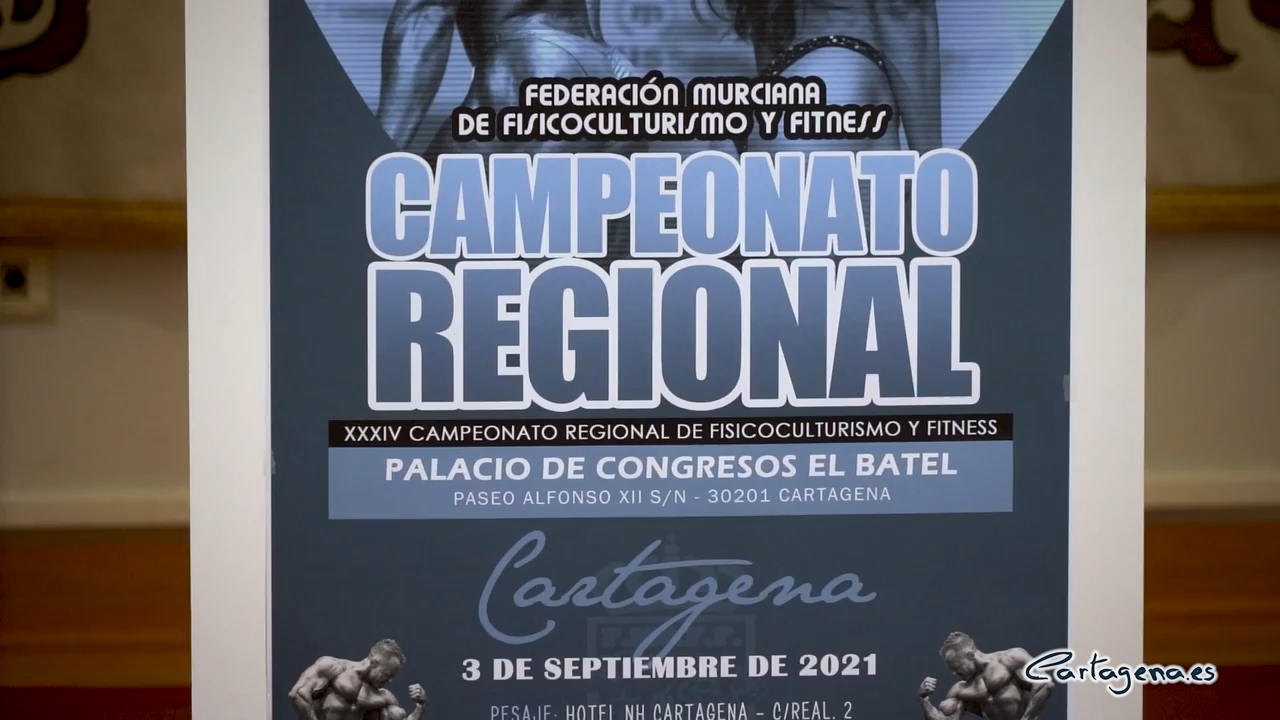 FEDERACIÓN MURCIANA
DE FISICOCULTURISMO Y FITNESS
CAMPEONATO
REGIONAL
XXXIV CAMPEONATO REGIONAL DE FISICOCULTURISMO Y FITNESS
PALACIO DE CONGRESOS EL BATEL
PASEO ALFONSO XII S/N - 30201 CARTAGENA
Cartagena
3 DE SEPTIEMBRE DE 2021
Cartagena.es
PESAJE: HOTEL NH CARTAGENA - C/REAL, 2